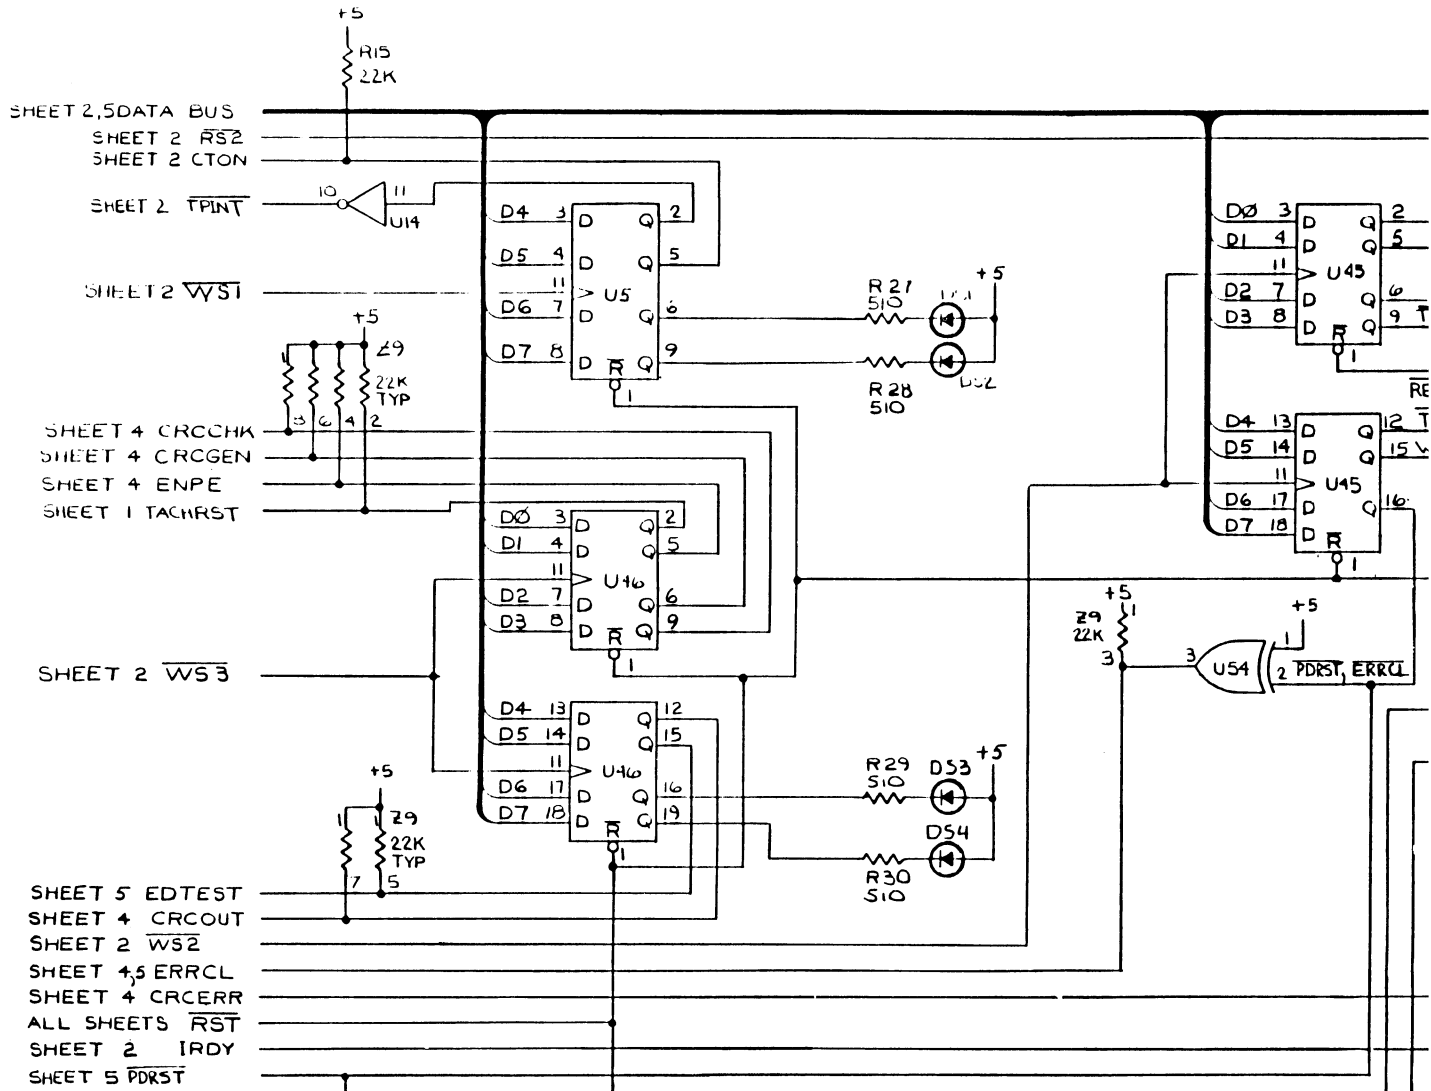 +5
R15
22K
SHEET 2,5 DATA BUS
SHEET 2 RS2
SHEET 2 CTON
SHEET 2 TPINT
10
11
U14
SHEET 2 WS1
D4 3 D Q 2
D5 4 D Q 5
11 U5
D6 7 D Q 6
D7 8 D Q 9
R
1
R27
510
+5
DS2
R28
510
DØ 3 D Q 2
D1 4 D Q 5
11 U45
D2 7 D Q 6
D3 8 D Q 9
R
1
+5
Z9
1
22K
TYP
8 6 4 2
SHEET 4 CRCCHK
SHEET 4 CRCGEN
SHEET 4 ENPE
SHEET 1 TACHRST
RE
D4 13 D Q 12
D5 14 D Q 15
11 U45
D6 17 D Q 16
D7 18 D
R
1
DØ 3 D Q 2
D1 4 D Q 5
11 U46
D2 7 D Q 6
D3 8 D Q 9
R
1
SHEET 2 WS3
+5
Z9 1
22K
3
3
U54
+5
1
2 PDRST, ERRCL
D4 13 D Q 12
D5 14 D Q 15
11 U46
D6 17 D Q 16
D7 18 D Q 19
R
1
R29
510
DS3
+5
DS4
R30
510
+5
1 1 Z9
22K
TYP
7 5
SHEET 5 EDTEST
SHEET 4 CRCOUT
SHEET 2 WS2
SHEET 4,5 ERRCL
SHEET 4 CRCERR
ALL SHEETS RST
SHEET 2 IRDY
SHEET 5 PDRST